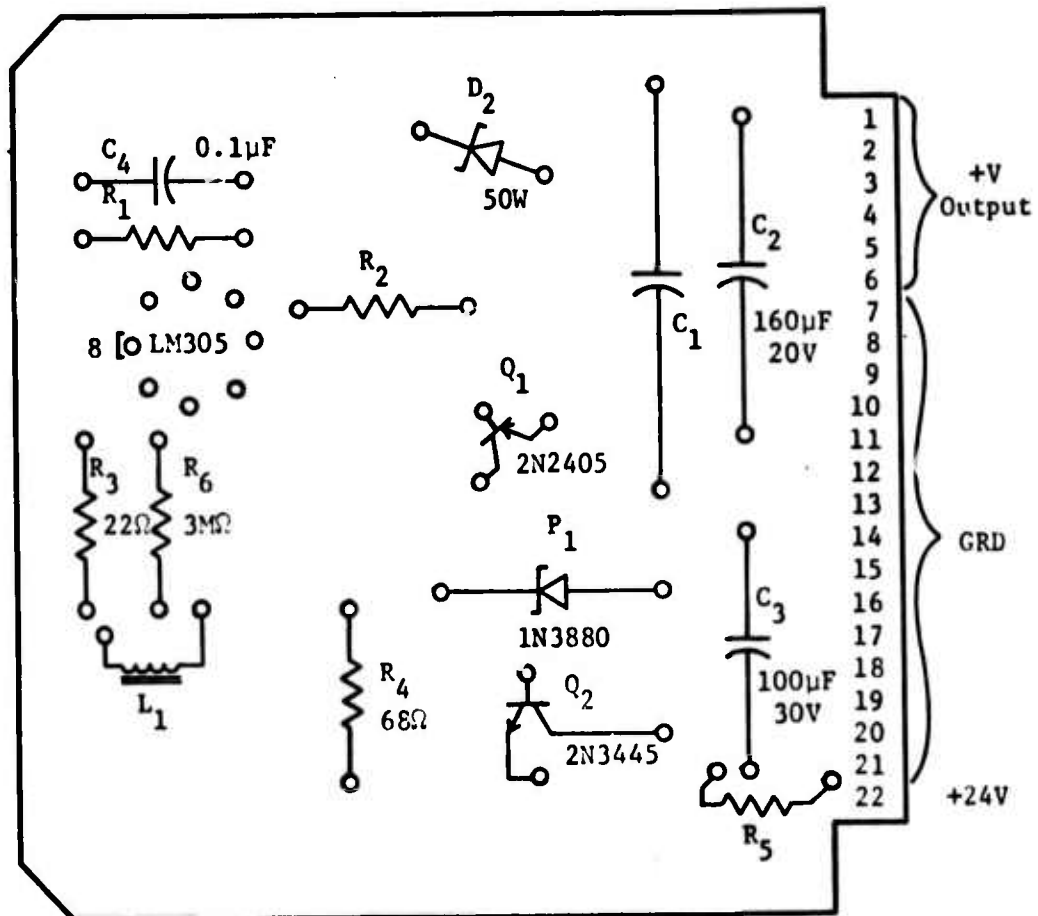 D2
50W
C4 0.1µF
R1
R2
8 LM305
C1
C2
160µF
20V
Q1
2N2405
R3
22Ω
R6
3MΩ
P1
1N3880
L1
R4
68Ω
Q2
2N3445
C3
100µF
30V
R5
1
2
3
4
5
6
7
8
9
10
11
12
13
14
15
16
17
18
19
20
21
22
+V
Output
GRD
+24V